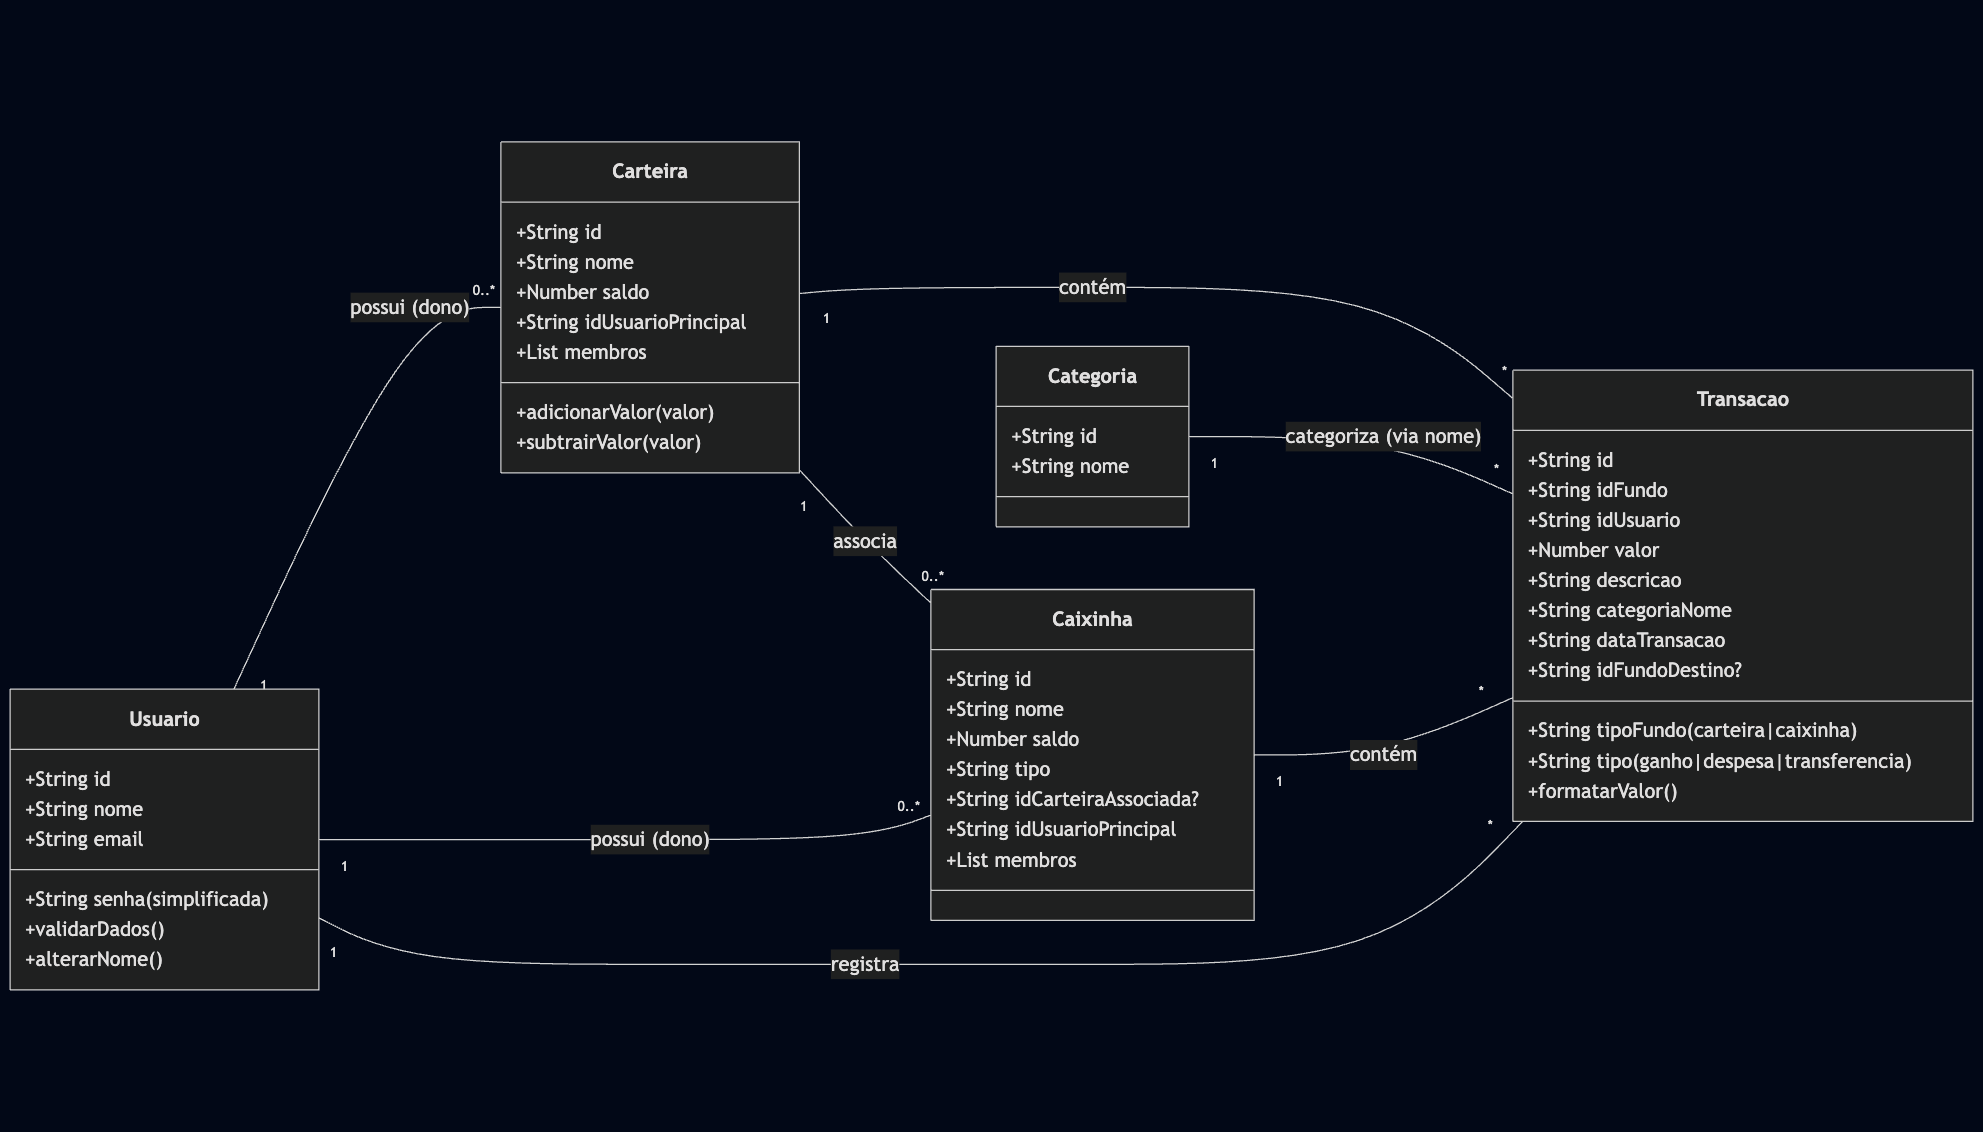 Carteira
+String id
+String nome
+Number saldo
+String idUsuarioPrincipal
+List membros
+adicionarValor(valor)
+subtrairValor(valor)
possui (dono)
0..*
1
contém
1
*
Categoria
+String id
+String nome
categoriza (via nome)
1
*
associa
1
0..*
Transacao
+String id
+String idFundo
+String idUsuario
+Number valor
+String descricao
+String categoriaNome
+String dataTransacao
+String idFundoDestino?
+String tipoFundo(carteira|caixinha)
+String tipo(ganho|despesa|transferencia)
+formatarValor()
Caixinha
+String id
+String nome
+Number saldo
+String tipo
+String idCarteiraAssociada?
+String idUsuarioPrincipal
+List membros
contém
1
*
Usuario
+String id
+String nome
+String email
+String senha(simplificada)
+validarDados()
+alterarNome()
possui (dono)
1
0..*
registra
1
*